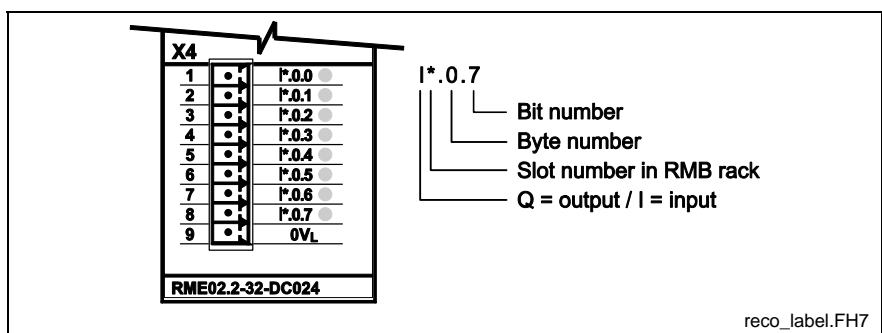 X4
1 I*.0.0
2 I*.0.1
3 I*.0.2
4 I*.0.3
5 I*.0.4
6 I*.0.5
7 I*.0.6
8 I*.0.7
9 0VL
RME02.2-32-DC024
I*.0.7
Bit number
Byte number
Slot number in RMB rack
Q = output / I = input
reco_label.FH7